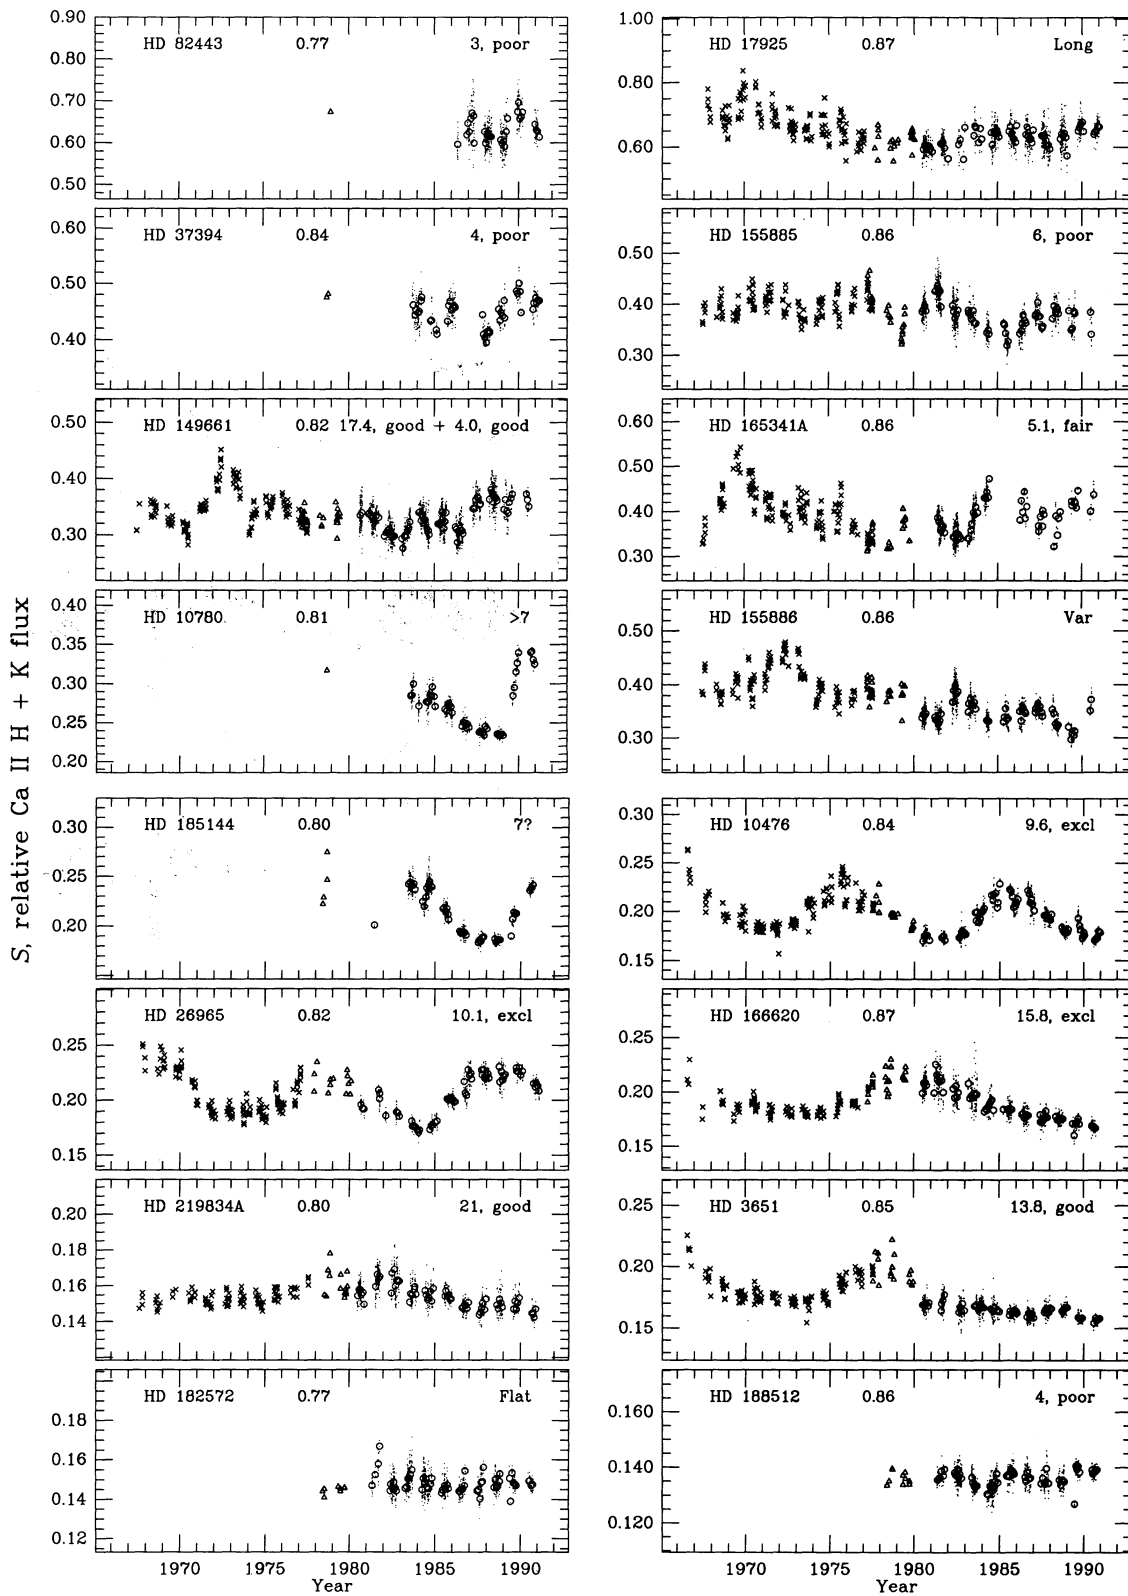 S, relative Ca II H + K flux
HD 82443 0.77 3, poor
0.90
0.80
0.70
0.60
0.50
HD 37394 0.84 4, poor
0.60
0.50
0.40
HD 149661 0.82 17.4, good + 4.0, good
0.50
0.40
0.30
HD 10780 0.81 >7
0.40
0.35
0.30
0.25
0.20
HD 185144 0.80 7?
0.30
0.25
0.20
HD 26965 0.82 10.1, excl
0.25
0.20
0.15
HD 219834A 0.80 21, good
0.20
0.18
0.16
0.14
HD 182572 0.77 Flat
0.18
0.16
0.14
0.12
1970 1975 1980 1985 1990
Year
HD 17925 0.87 Long
1.00
0.80
0.60
HD 155885 0.86 6, poor
0.50
0.40
0.30
HD 165341A 0.86 5.1, fair
0.60
0.50
0.40
0.30
HD 155886 0.86 Var
0.50
0.40
0.30
HD 10476 0.84 9.6, excl
0.30
0.25
0.20
0.15
HD 166620 0.87 15.8, excl
0.25
0.20
0.15
HD 3651 0.85 13.8, good
0.25
0.20
0.15
HD 188512 0.86 4, poor
0.160
0.140
0.120
1970 1975 1980 1985 1990
Year